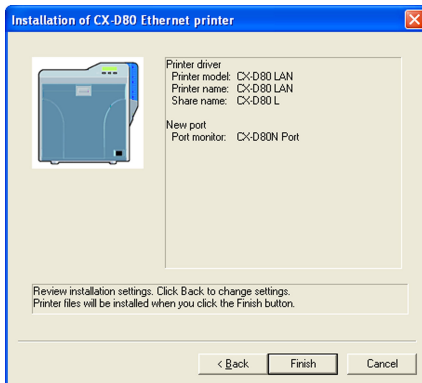 Installation of CX-D80 Ethernet printer
Printer driver
Printer model: CX-D80 LAN
Printer name: CX-D80 LAN
Share name: CX-D80 L
New port
Port monitor: CX-D80N Port
Review installation settings. Click Back to change settings.
Printer files will be installed when you click the Finish button.
< Back Finish Cancel